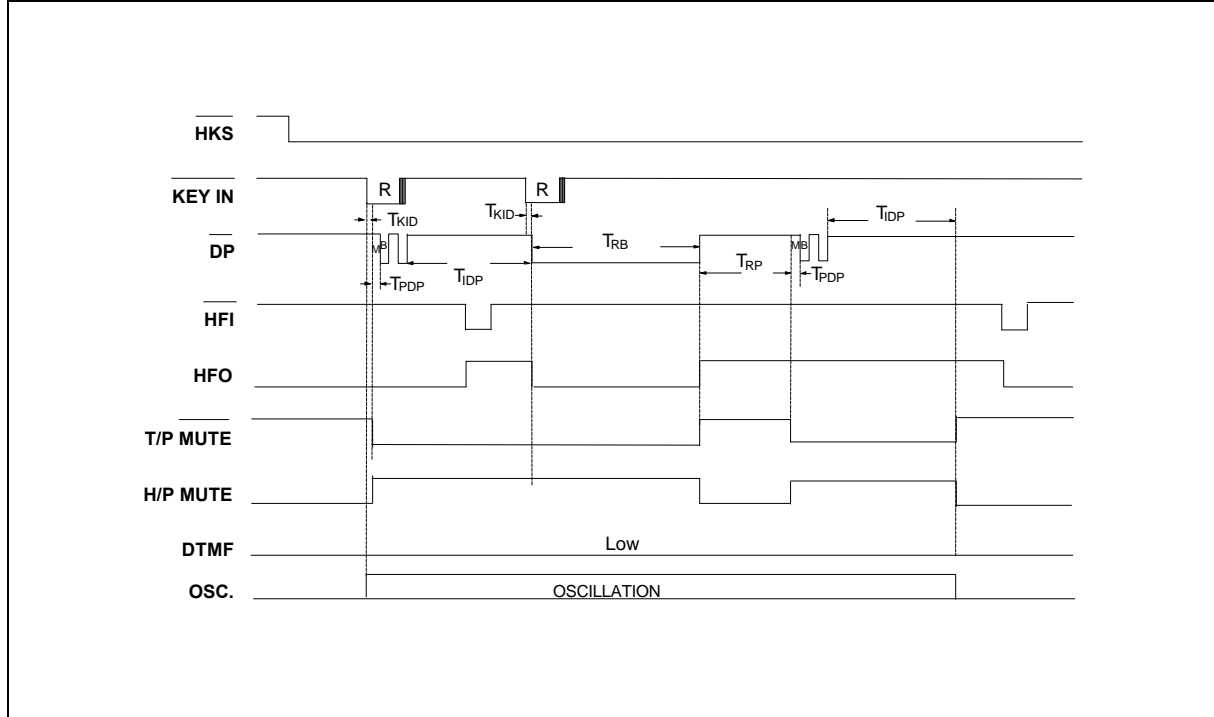 HKS
KEY IN
R
R
TKID
TKID
TIDP
DP
MB
TRB
MB
TIDP
TRP
TPDP
TPDP
HFI
HFO
T/P MUTE
H/P MUTE
DTMF
Low
OSC.
OSCILLATION